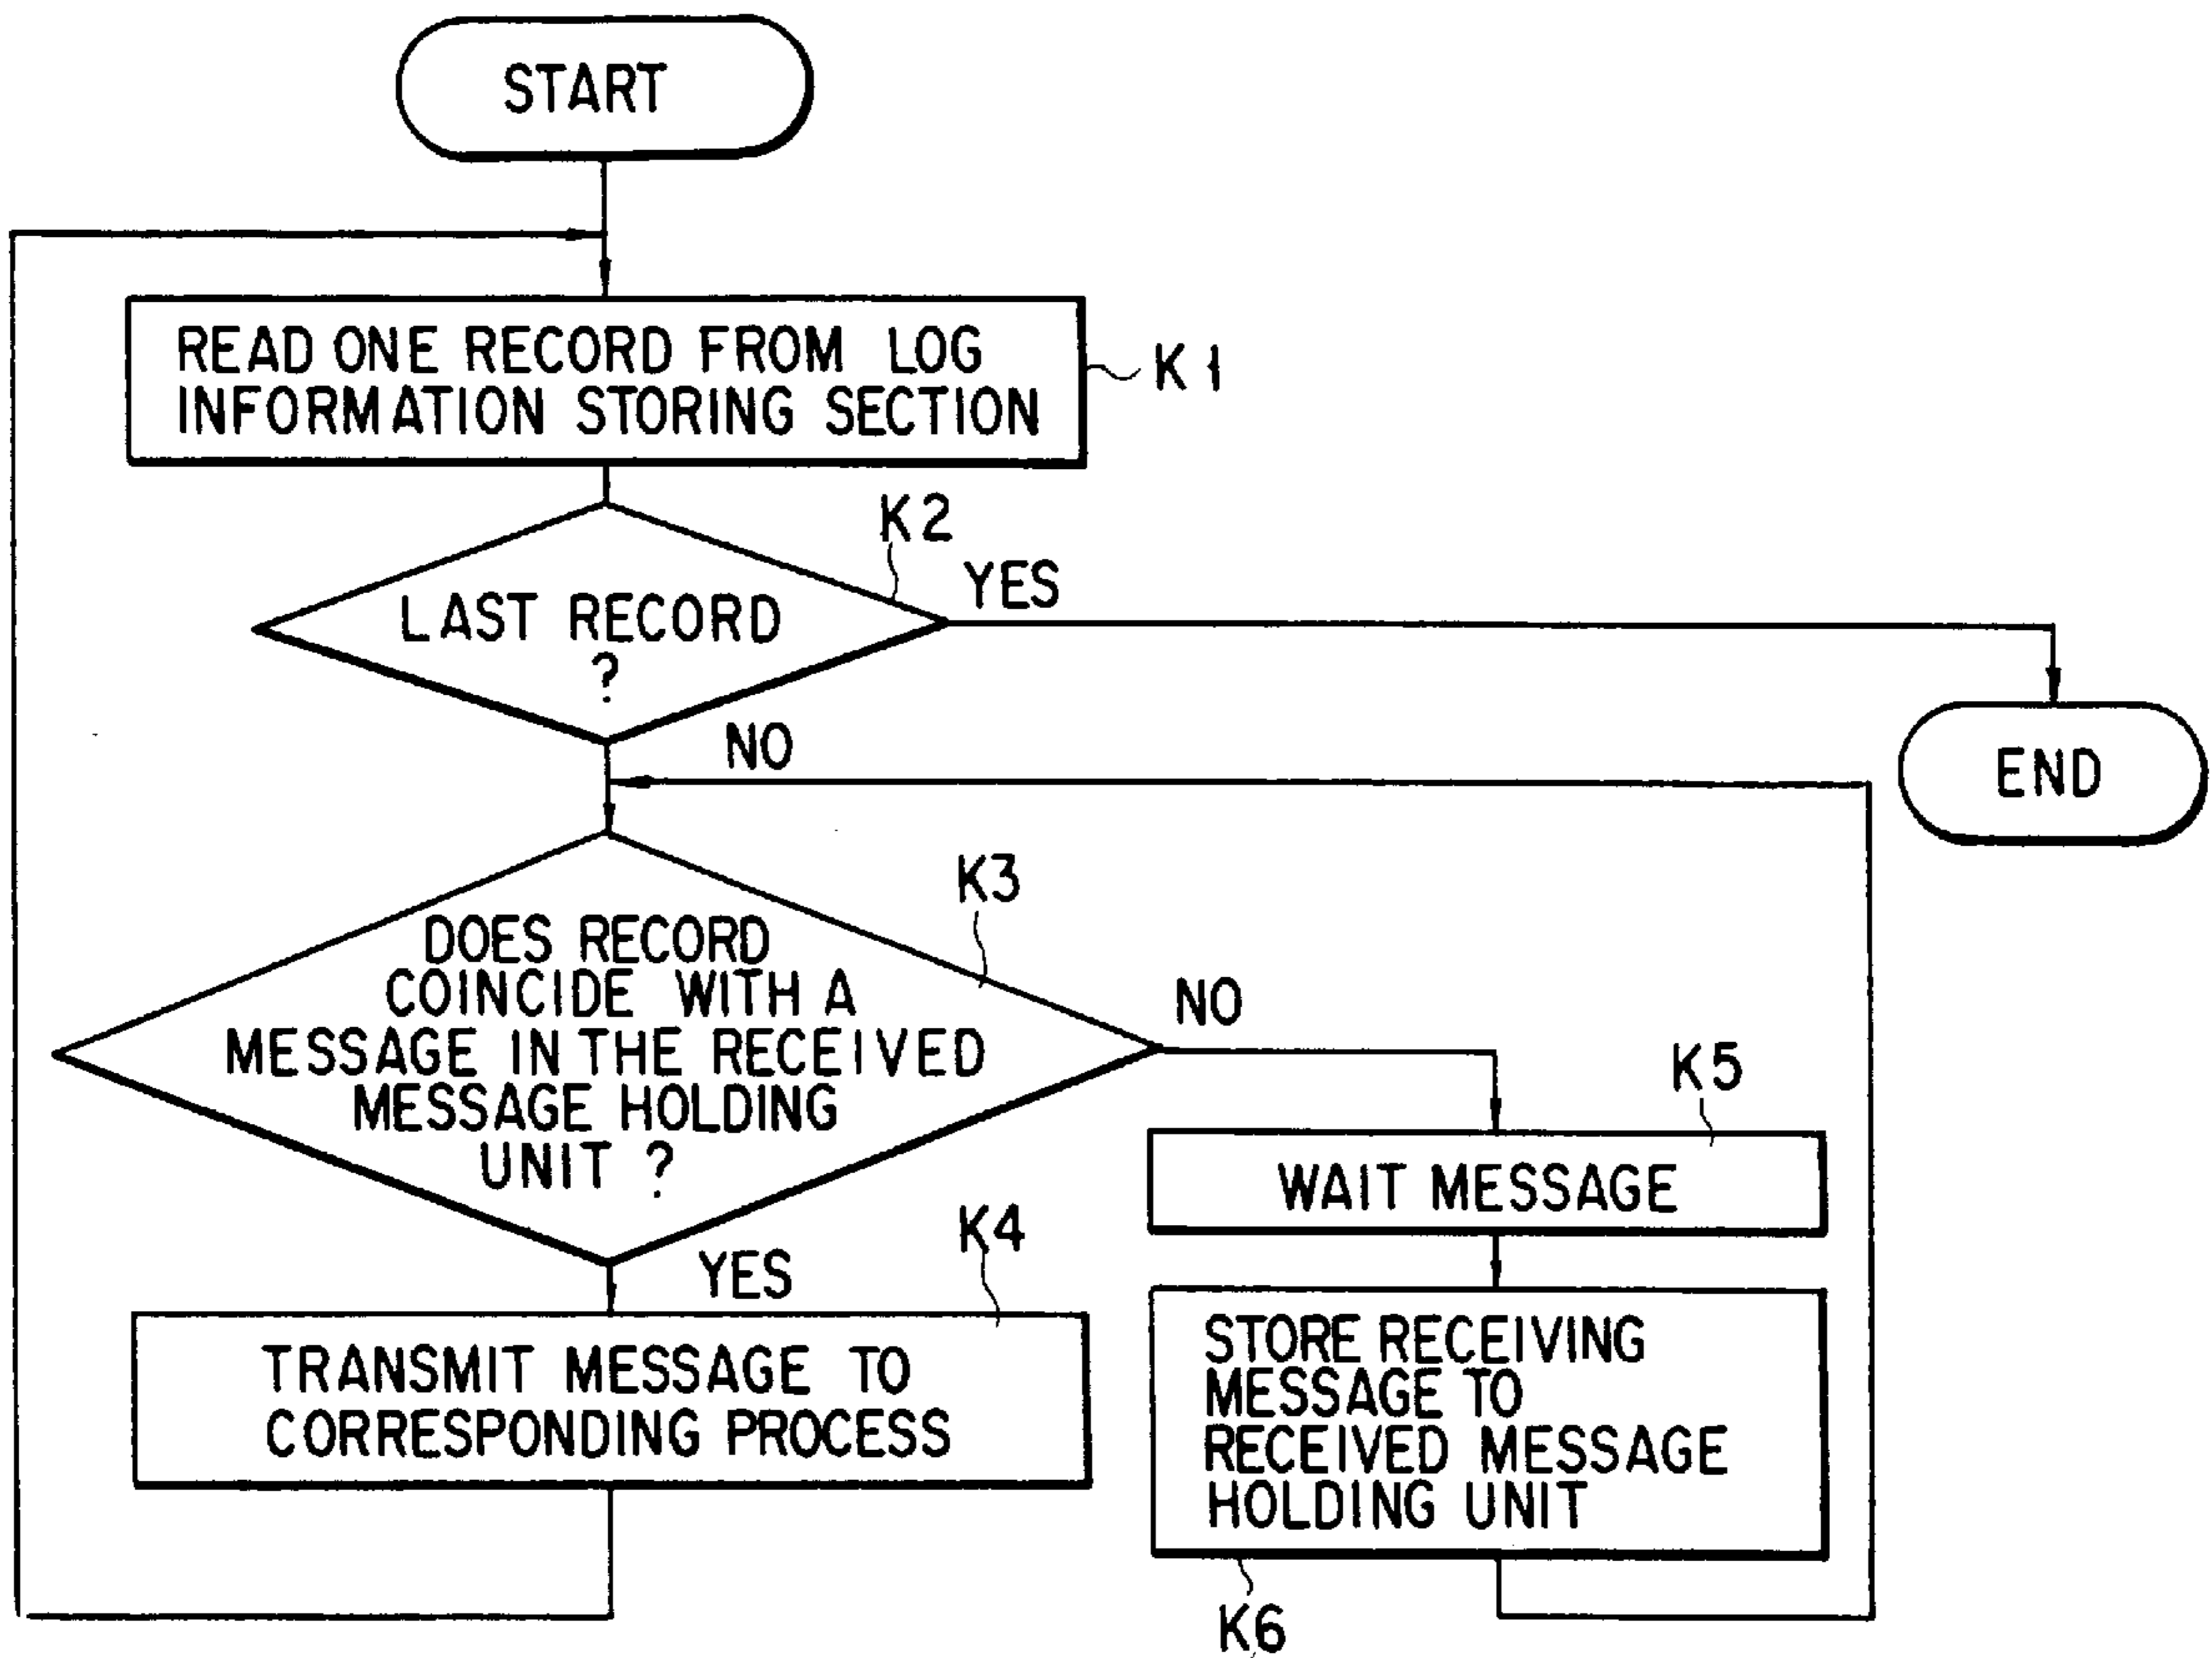 START
READ ONE RECORD FROM LOG
INFORMATION STORING SECTION
K1
K2
LAST RECORD
?
YES
NO
END
K3
DOES RECORD
COINCIDE WITH A
MESSAGE IN THE RECEIVED
MESSAGE HOLDING
UNIT ?
NO
YES
K4
TRANSMIT MESSAGE TO
CORRESPONDING PROCESS
K5
WAIT MESSAGE
STORE RECEIVING
MESSAGE TO
RECEIVED MESSAGE
HOLDING UNIT
K6